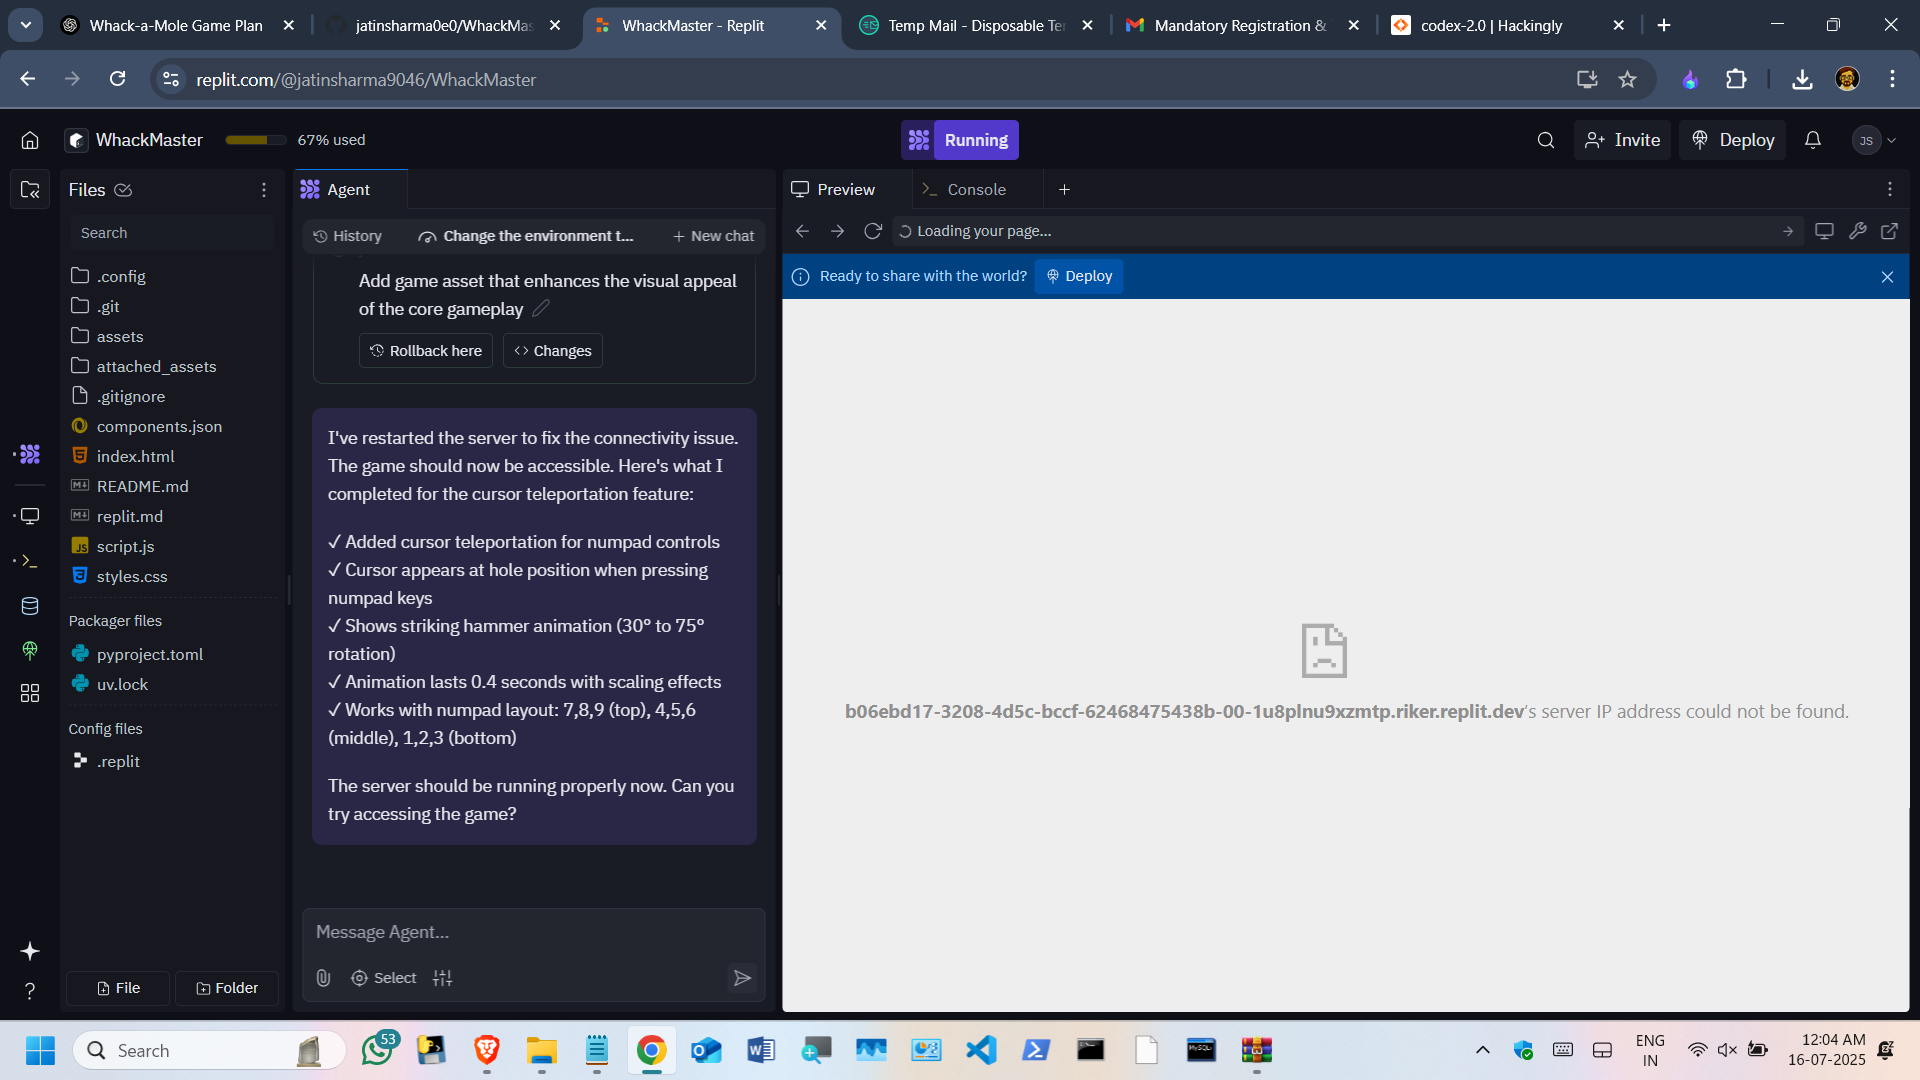 Whack-a-Mole Game Plan
jatinsharma0e0/WhackMas
WhackMaster - Replit
Temp Mail - Disposable Te
Mandatory Registration &
codex-2.0 | Hackingly
replit.com/@jatinsharma9046/WhackMaster
WhackMaster
67% used
Running
Invite
Deploy
JS
Files
Search
.config
.git
assets
attached_assets
.gitignore
components.json
index.html
README.md
replit.md
script.js
styles.css
Packager files
pyproject.toml
uv.lock
Config files
.replit
File
Folder
Agent
History
Change the environment t...
New chat
Add game asset that enhances the visual appeal
of the core gameplay
Rollback here
Changes
I've restarted the server to fix the connectivity issue.
The game should now be accessible. Here's what I
completed for the cursor teleportation feature:
✓ Added cursor teleportation for numpad controls
✓ Cursor appears at hole position when pressing
numpad keys
✓ Shows striking hammer animation (30° to 75°
rotation)
✓ Animation lasts 0.4 seconds with scaling effects
✓ Works with numpad layout: 7,8,9 (top), 4,5,6
(middle), 1,2,3 (bottom)
The server should be running properly now. Can you
try accessing the game?
Message Agent...
Select
Preview
Console
Loading your page...
Ready to share with the world?
Deploy
b06ebd17-3208-4d5c-bccf-62468475438b-00-1u8plnu9xzmtp.riker.replit.dev's server IP address could not be found.
Search
53
ENG
IN
12:04 AM
16-07-2025